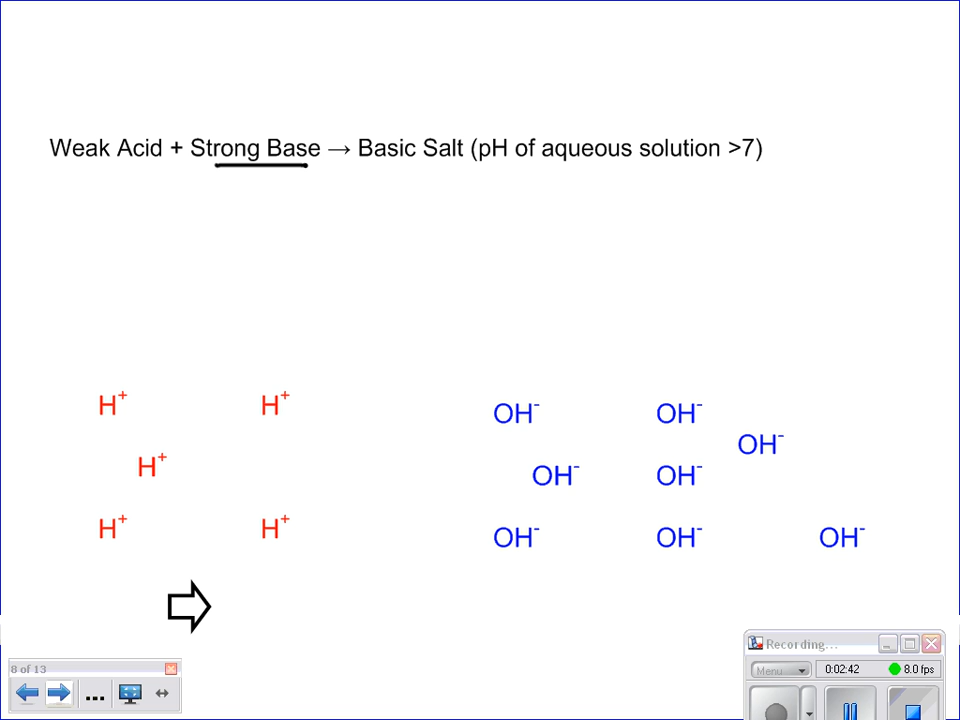 Weak Acid + Strong Base → Basic Salt (pH of aqueous solution >7)
H⁺ H⁺ OH⁻ OH⁻
OH⁻
H⁺ OH⁻ OH⁻
H⁺ H⁺ OH⁻ OH⁻ OH⁻
8 of 13
...
Recording...
Menu 0:02:42 8.0 fps